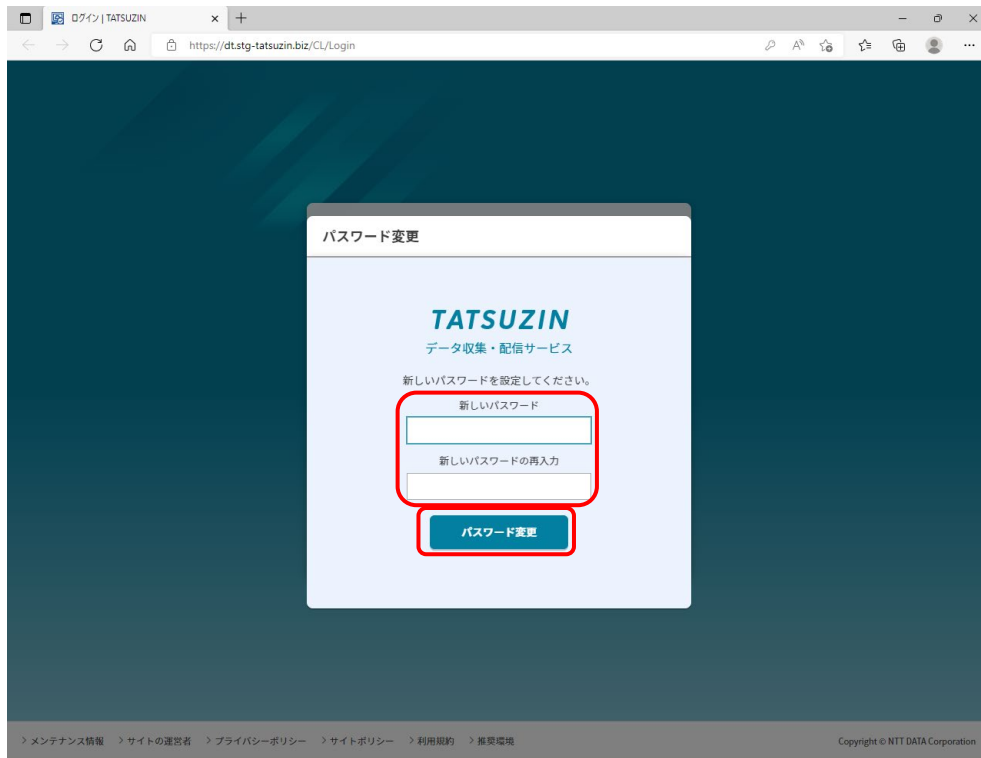 ログイン | TATSUZIN
https://dt.stg-tatsuzin.biz/CL/Login
パスワード変更
TATSUZIN
データ収集・配信サービス
新しいパスワードを設定してください。
新しいパスワード
新しいパスワードの再入力
パスワード変更
> メンテナンス情報 > サイトの運営者 > プライバシーポリシー > サイトポリシー > 利用規約 > 推奨環境 Copyright © NTT DATA Corporation